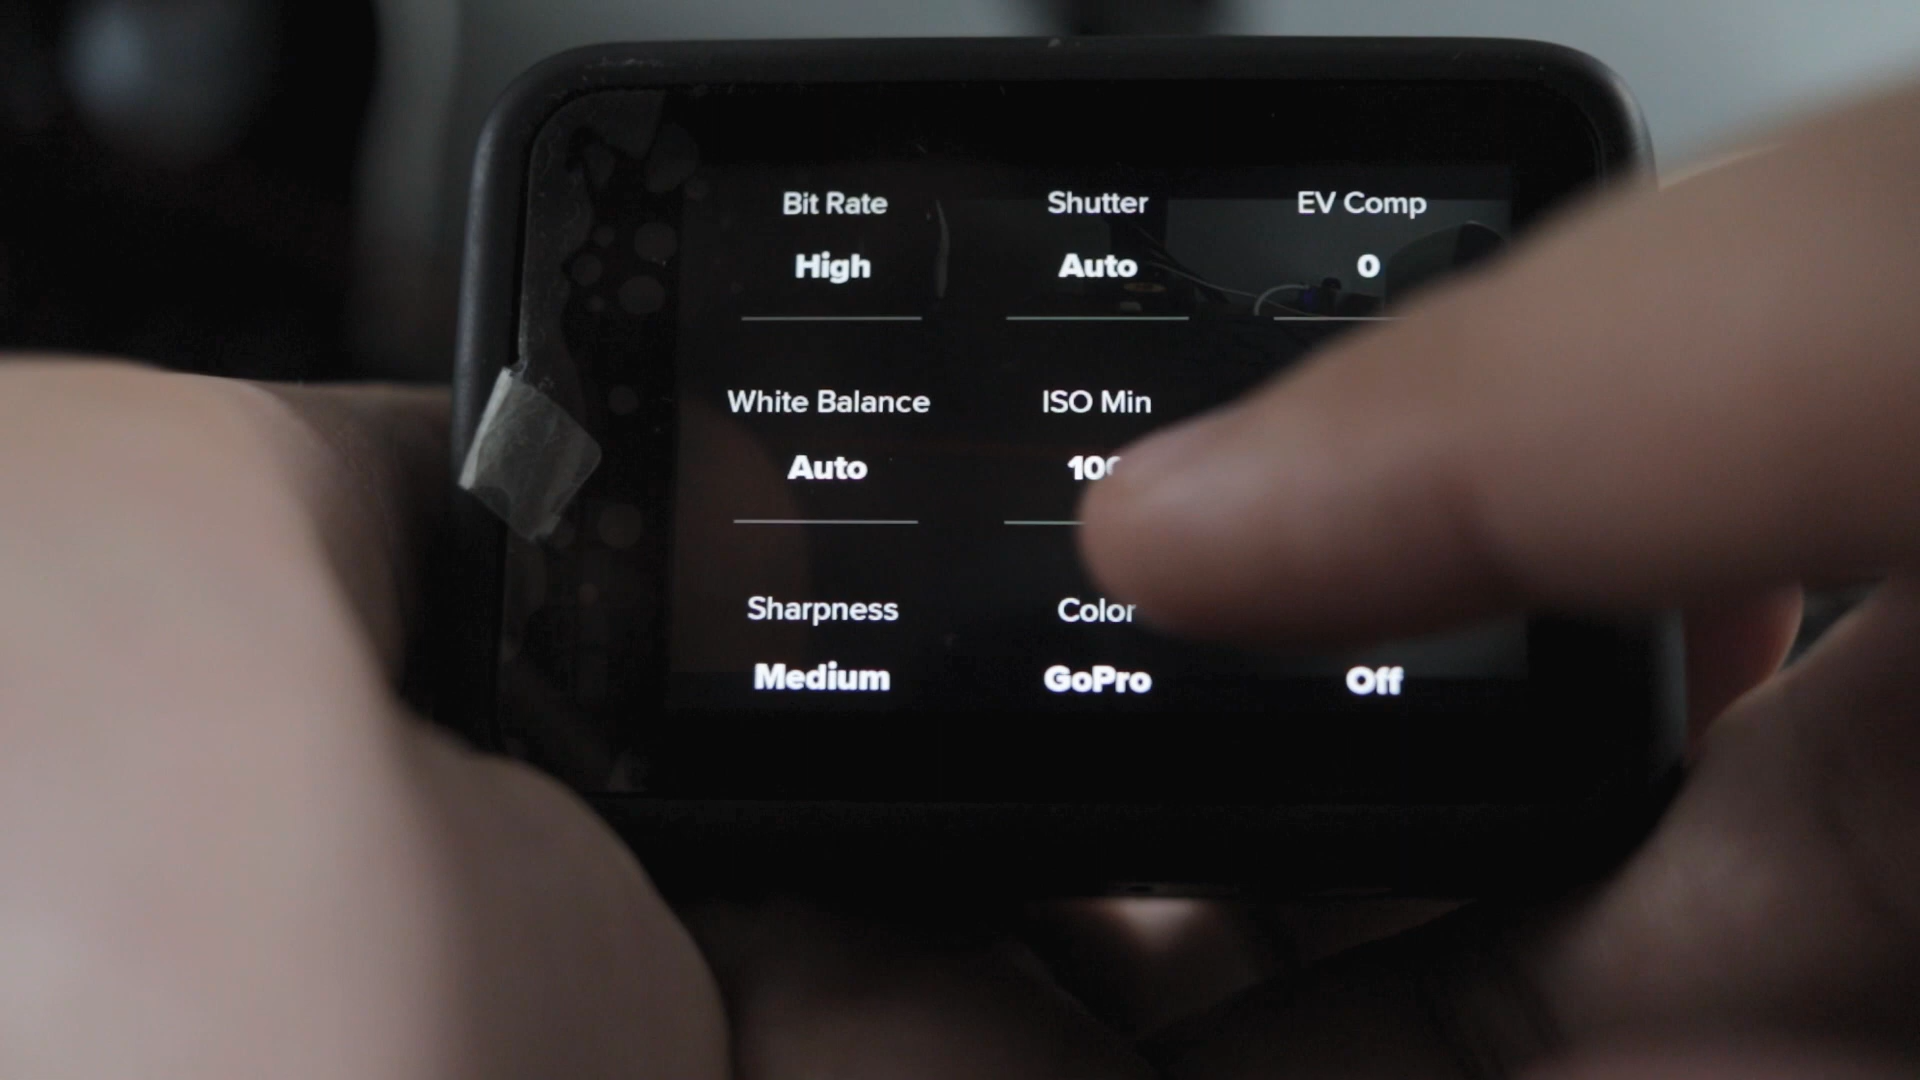 Bit Rate Shutter EV Comp
High Auto 0
White Balance ISO Min
Auto
Sharpness Color
Medium GoPro Off